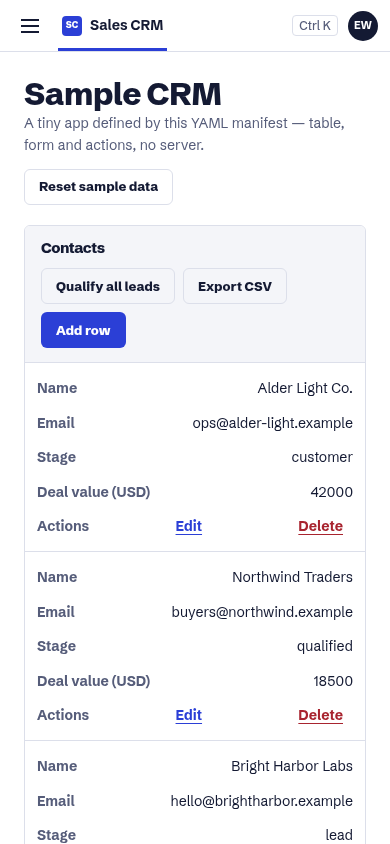 SC Sales CRM Ctrl K EW
Sample CRM
A tiny app defined by this YAML manifest — table,
form and actions, no server.
Reset sample data
Contacts
Qualify all leads Export CSV
Add row
Name Alder Light Co.
Email ops@alder-light.example
Stage customer
Deal value (USD) 42000
Actions Edit Delete
Name Northwind Traders
Email buyers@northwind.example
Stage qualified
Deal value (USD) 18500
Actions Edit Delete
Name Bright Harbor Labs
Email hello@brightharbor.example
Stage lead